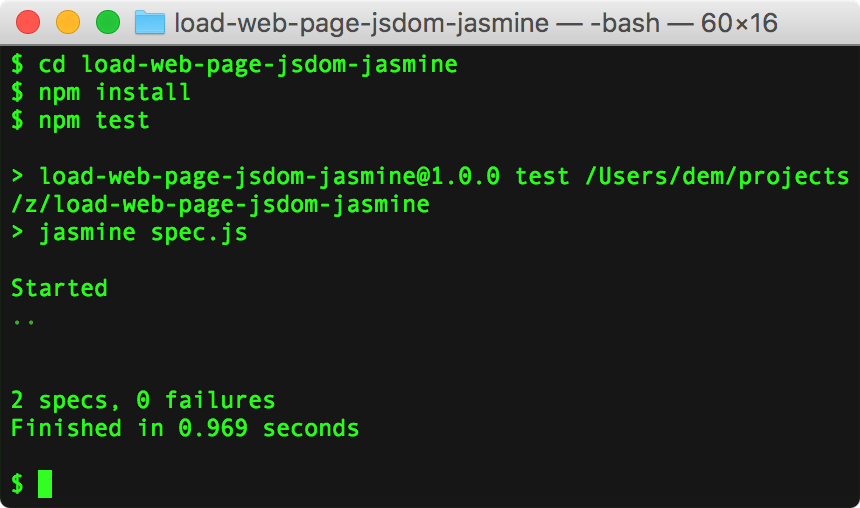 load-web-page-jsdom-jasmine — -bash — 60×16
$ cd load-web-page-jsdom-jasmine
$ npm install
$ npm test
> load-web-page-jsdom-jasmine@1.0.0 test /Users/dem/projects
/z/load-web-page-jsdom-jasmine
> jasmine spec.js
Started
..
2 specs, 0 failures
Finished in 0.969 seconds
$